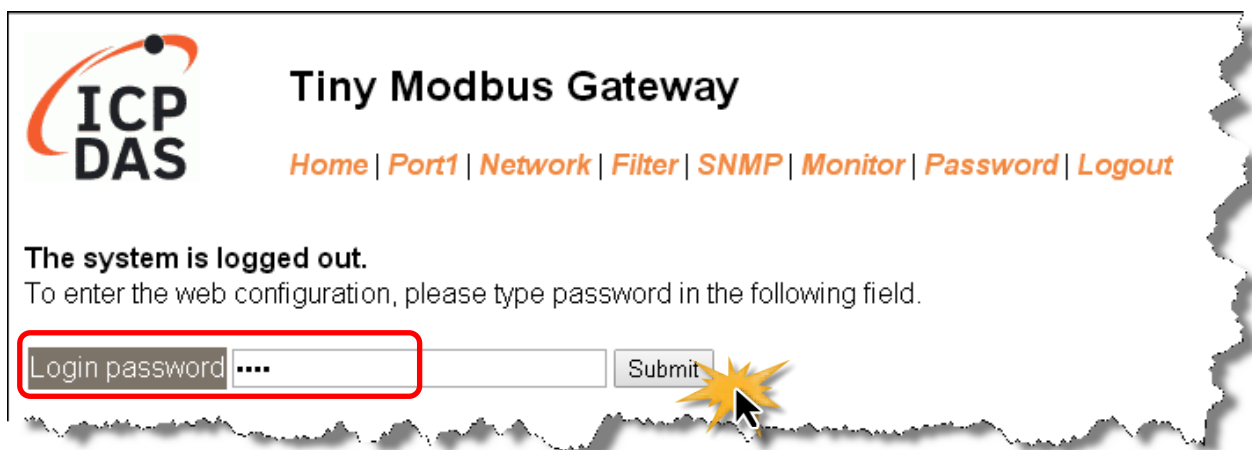 ICP
DAS
Tiny Modbus Gateway
Home | Port1 | Network | Filter | SNMP | Monitor | Password | Logout
The system is logged out.
To enter the web configuration, please type password in the following field.
Login password •••• Submit